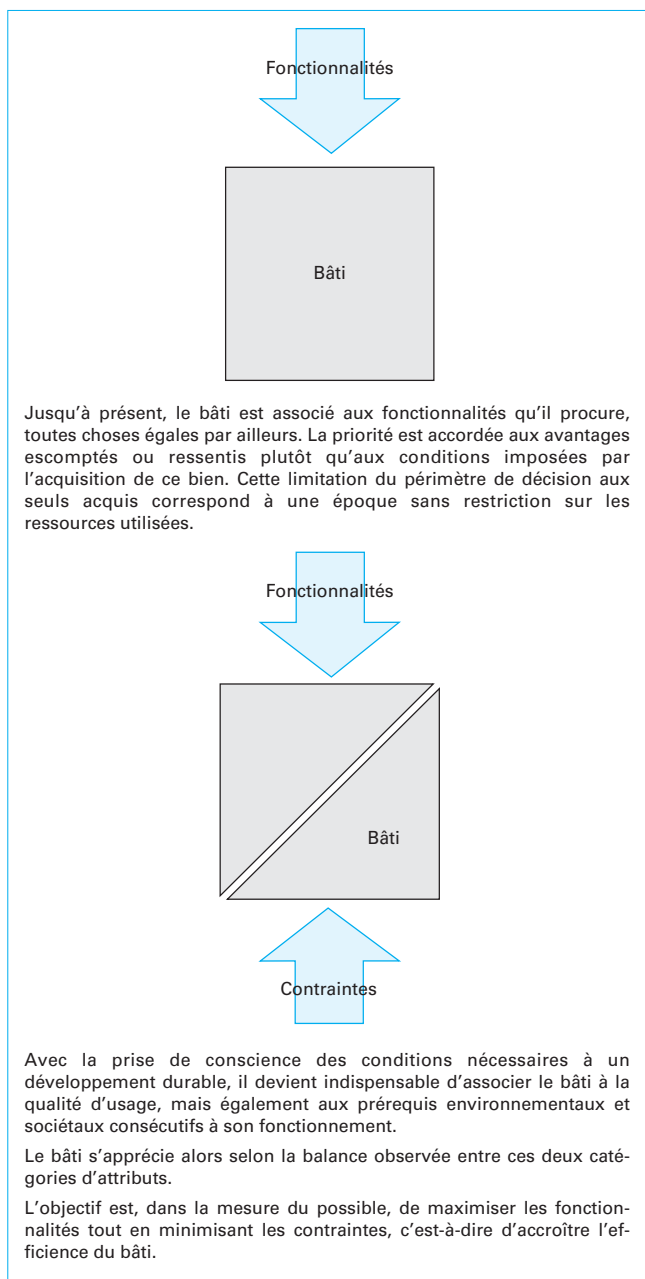 Fonctionnalités
Bâti
Jusqu'à présent, le bâti est associé aux fonctionnalités qu'il procure,
toutes choses égales par ailleurs. La priorité est accordée aux avantages
escomptés ou ressentis plutôt qu'aux conditions imposées par
l'acquisition de ce bien. Cette limitation du périmètre de décision aux
seuls acquis correspond à une époque sans restriction sur les
ressources utilisées.
Fonctionnalités
Bâti
Contraintes
Avec la prise de conscience des conditions nécessaires à un
développement durable, il devient indispensable d'associer le bâti à la
qualité d'usage, mais également aux prérequis environnementaux et
sociétaux consécutifs à son fonctionnement.
Le bâti s'apprécie alors selon la balance observée entre ces deux caté-
gories d'attributs.
L'objectif est, dans la mesure du possible, de maximiser les fonction-
nalités tout en minimisant les contraintes, c'est-à-dire d'accroître l'ef-
ficience du bâti.